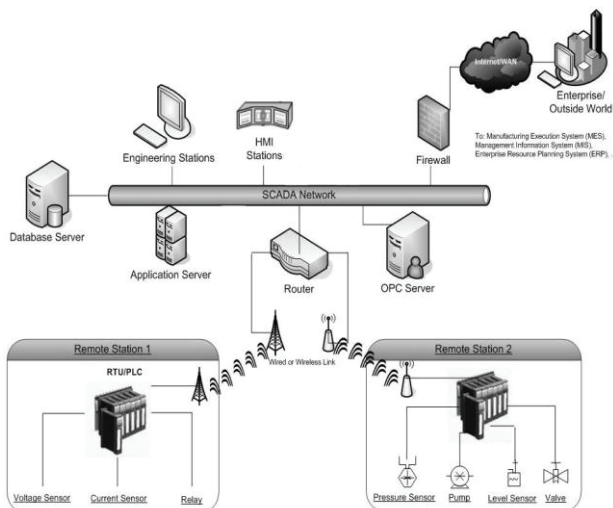 Internet/WAN
Enterprise/
Outside World
To: Manufacturing Execution System (MES),
Management Information System (MIS),
Enterprise Resource Planning System (ERP), .
Engineering Stations
HMI
Stations
Firewall
SCADA Network
Database Server
Application Server
Router
OPC Server
Wired or Wireless Link
Remote Station 1
RTU/PLC
Voltage Sensor
Current Sensor
Relay
Remote Station 2
Pressure Sensor
Pump
Level Sensor
Valve